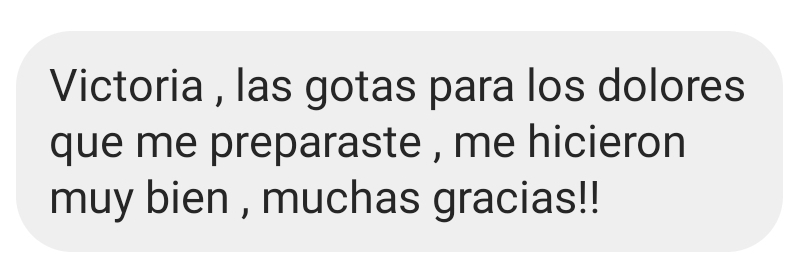 Victoria , las gotas para los dolores
que me preparaste , me hicieron
muy bien , muchas gracias!!